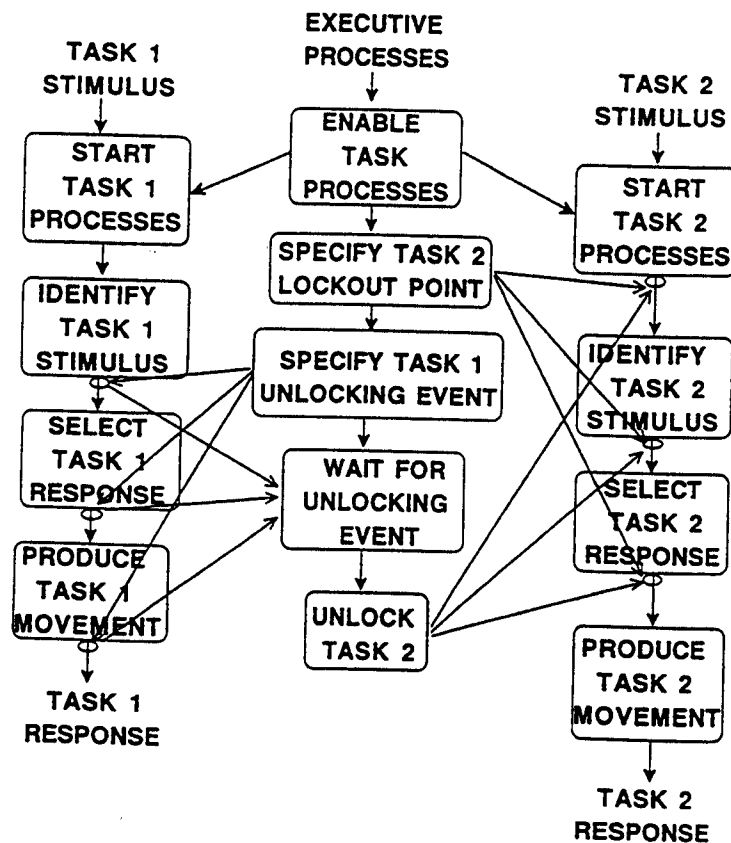 TASK 1
STIMULUS
START
TASK 1
PROCESSES
IDENTIFY
TASK 1
STIMULUS
SELECT
TASK 1
RESPONSE
PRODUCE
TASK 1
MOVEMENT
TASK 1
RESPONSE
EXECUTIVE
PROCESSES
ENABLE
TASK
PROCESSES
SPECIFY TASK 2
LOCKOUT POINT
SPECIFY TASK 1
UNLOCKING EVENT
WAIT FOR
UNLOCKING
EVENT
UNLOCK
TASK 2
TASK 2
STIMULUS
START
TASK 2
PROCESSES
IDENTIFY
TASK 2
STIMULUS
SELECT
TASK 2
RESPONSE
PRODUCE
TASK 2
MOVEMENT
TASK 2
RESPONSE